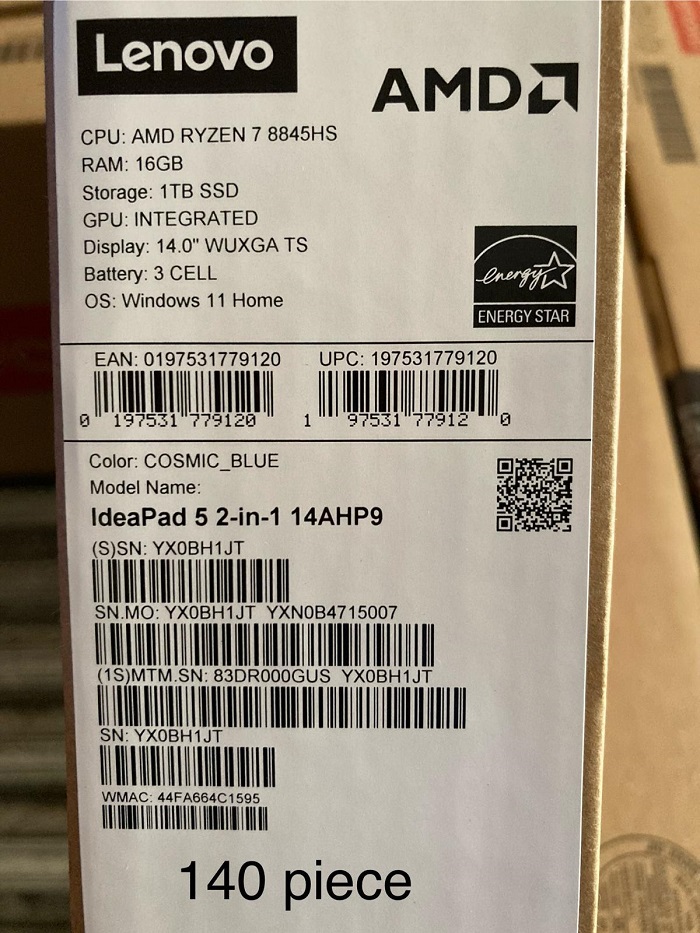 Lenovo
AMD
CPU: AMD RYZEN 7 8845HS
RAM: 16GB
Storage: 1TB SSD
GPU: INTEGRATED
Display: 14.0" WUXGA TS
Battery: 3 CELL
OS: Windows 11 Home
energy
ENERGY STAR
EAN: 0197531779120 UPC: 197531779120
0 197531 779120 1 97531 77912 0
Color: COSMIC_BLUE
Model Name:
IdeaPad 5 2-in-1 14AHP9
(S)SN: YX0BH1JT
SN.MO: YX0BH1JT YXN0B4715007
(1S)MTM.SN: 83DR000GUS YX0BH1JT
SN: YX0BH1JT
WMAC: 44FA664C1595
140 piece